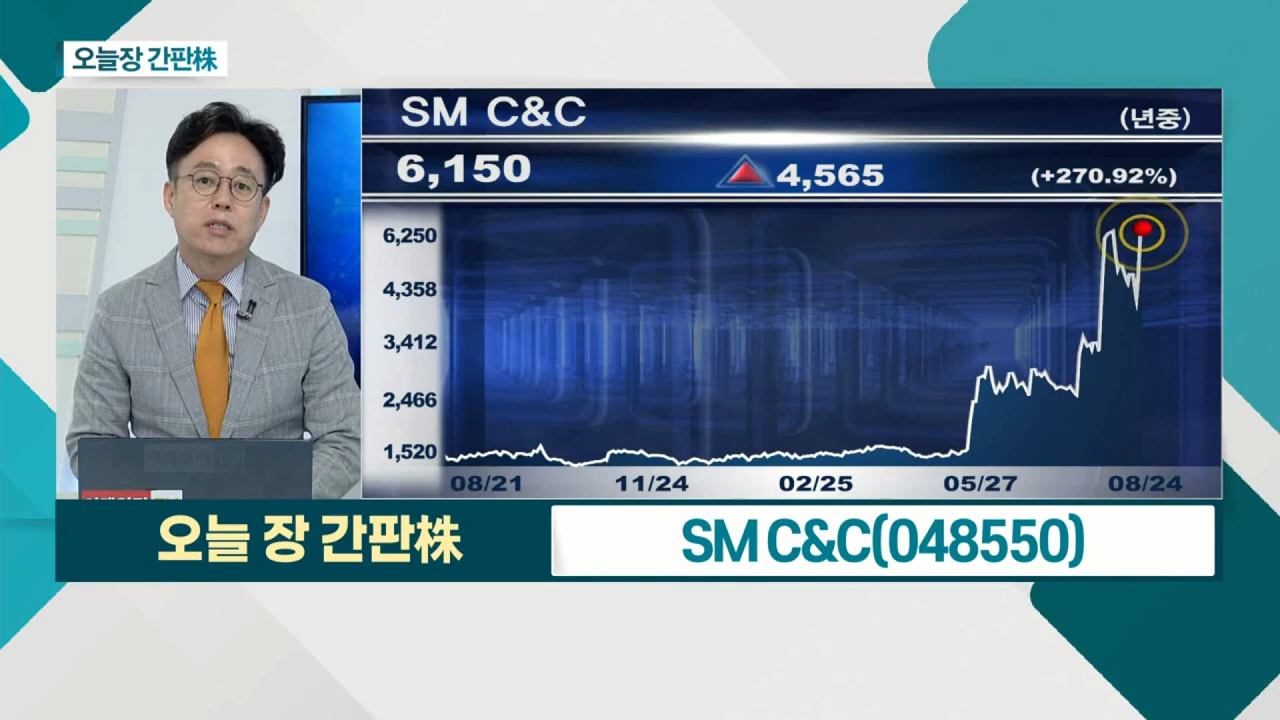 오늘장 간판株
SM C&C
(년중)
6,150
▲ 4,565
(+270.92%)
6,250
4,358
3,412
2,466
1,520
08/21
11/24
02/25
05/27
08/24
오늘 장 간판株
SM C&C(048550)